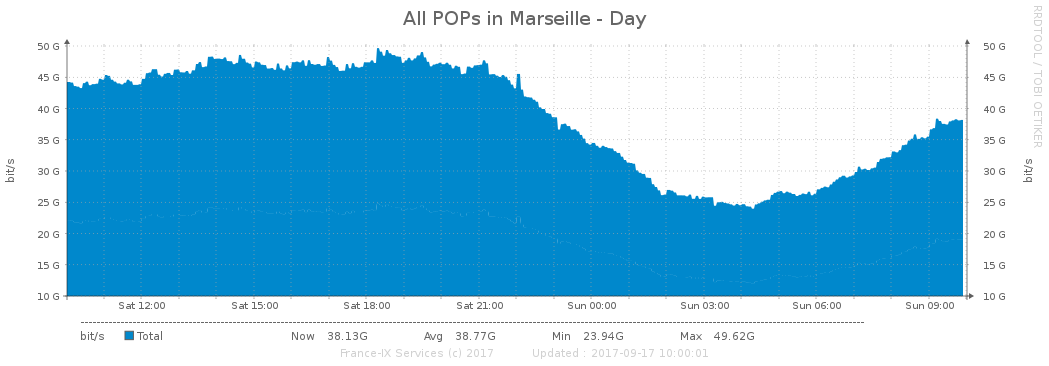 All POPs in Marseille - Day
RRDTOOL / TOBI OETIKER
bit/s
50 G 50 G
45 G 45 G
40 G 40 G
35 G 35 G
30 G 30 G
25 G 25 G
20 G 20 G
15 G 15 G
10 G 10 G
bit/s
Sat 12:00 Sat 15:00 Sat 18:00 Sat 21:00 Sun 00:00 Sun 03:00 Sun 06:00 Sun 09:00
bit/s Total Now 38.13G Avg 38.77G Min 23.94G Max 49.62G
France-IX Services (c) 2017 Updated : 2017-09-17 10:00:01